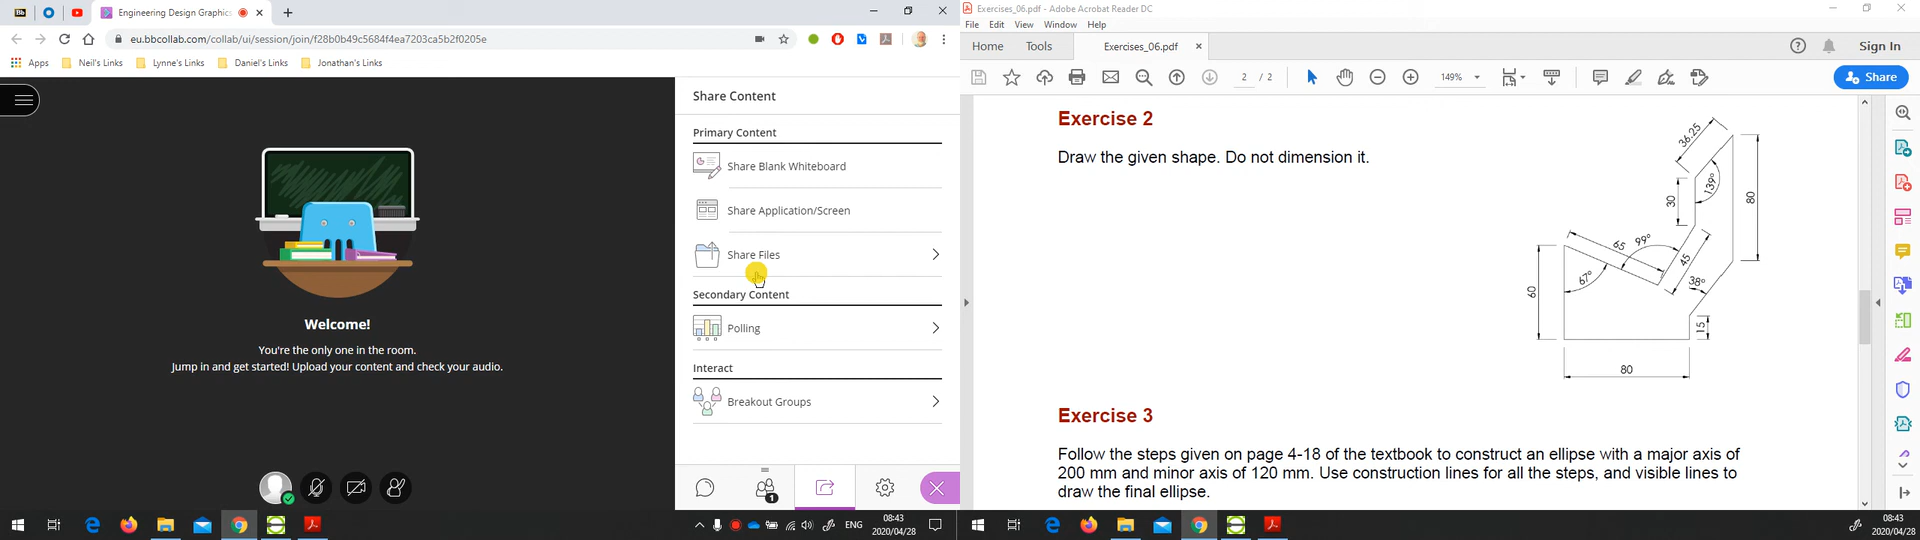 Bb
Engineering Design Graphics
eu.bbcollab.com/collab/ui/session/join/f28b0b49c5684f4ea7203ca5b2f0205e
Apps
Neil's Links
Lynne's Links
Daniel's Links
Jonathan's Links
Welcome!
You're the only one in the room.
Jump in and get started! Upload your content and check your audio.
Share Content
Primary Content
Share Blank Whiteboard
Share Application/Screen
Share Files
Secondary Content
Polling
Interact
Breakout Groups
1
ENG
08:43
2020/04/28
Exercises_06.pdf - Adobe Acrobat Reader DC
File Edit View Window Help
Home Tools Exercises_06.pdf Sign In
2 / 2
149%
Share
Exercise 2
Draw the given shape. Do not dimension it.
36.25
139°
30
80
65
99°
45
67°
38°
60
15
80
Exercise 3
Follow the steps given on page 4-18 of the textbook to construct an ellipse with a major axis of
200 mm and minor axis of 120 mm. Use construction lines for all the steps, and visible lines to
draw the final ellipse.
08:43
2020/04/28